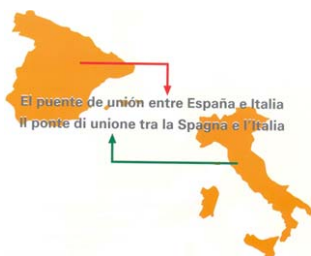 El puente de unión entre España e Italia
Il ponte di unione tra la Spagna e l'Italia